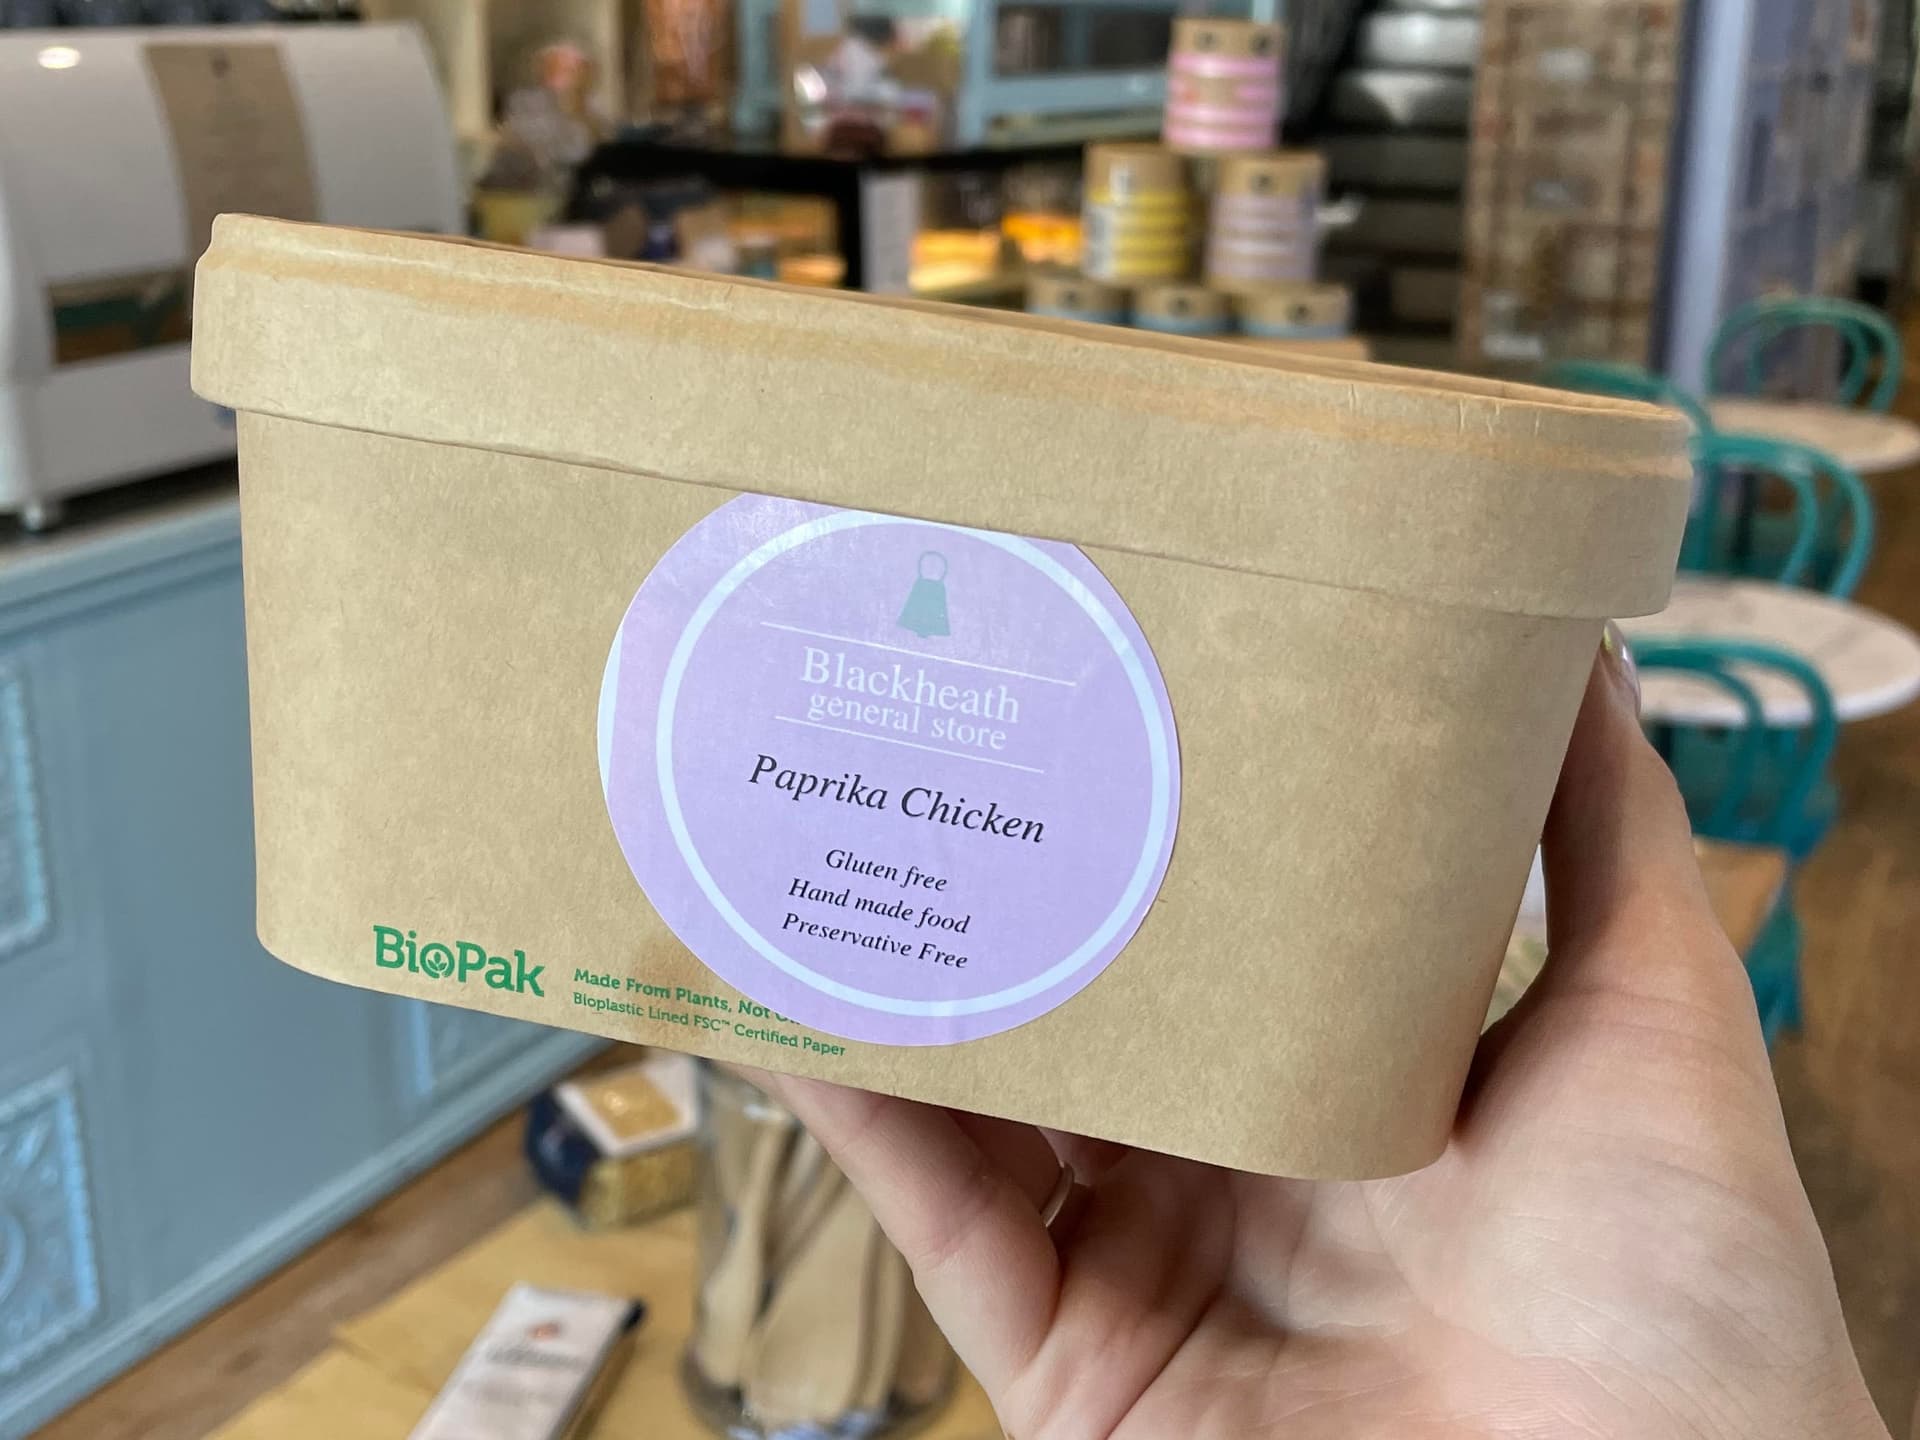 Blackheath
general store
Paprika Chicken
Gluten free
Hand made food
Preservative Free
BioPak
Made From Plants, Not
Bioplastic Lined FSC™ Certified Paper